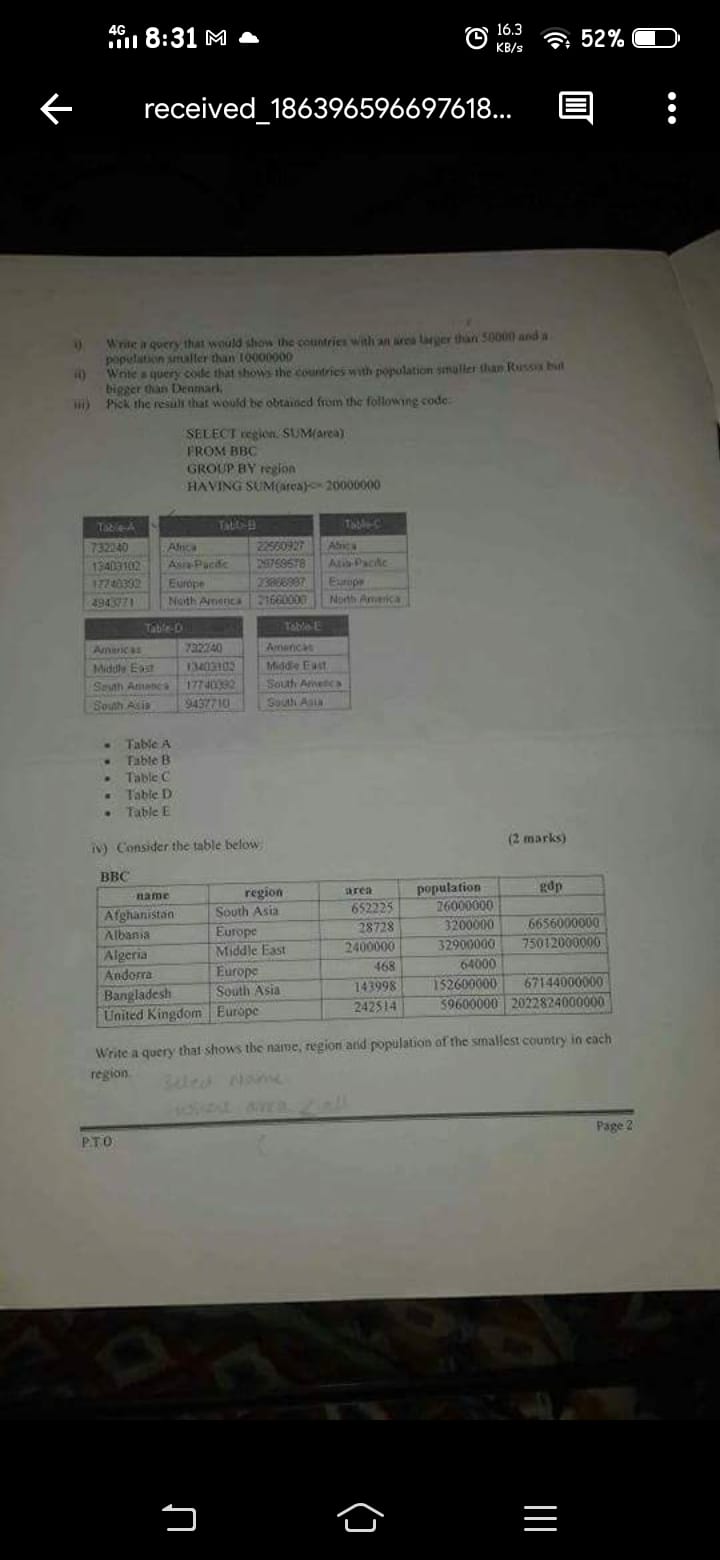 4G 8:31 M 16.3 KB/s 52%
received_186396596697618...
i) Write a query that would show the countries with an area larger than 50000 and a
population smaller than 10000000
ii) Write a query code that shows the countries with population smaller than Russia but
bigger than Denmark
iii) Pick the result that would be obtained from the following code:
SELECT region, SUM(area)
FROM BBC
GROUP BY region
HAVING SUM(area)<= 20000000
Table-A Table-B Table-C
732240 Africa 22550927 Africa
13403102 Asia-Pacific 28759578 Asia-Pacific
17740392 Europe 23866987 Europe
4943771 North America 21660000 North America
Table-D Table-E
Americas 732240 Americas
Middle East 13403102 Middle East
South America 17740392 South America
South Asia 9437710 South Asia
• Table A
• Table B
• Table C
• Table D
• Table E
iv) Consider the table below: (2 marks)
BBC
name region area population gdp
Afghanistan South Asia 652225 26000000
Albania Europe 28728 3200000 6656000000
Algeria Middle East 2400000 32900000 75012000000
Andorra Europe 468 64000
Bangladesh South Asia 143998 152600000 67144000000
United Kingdom Europe 242514 59600000 2022824000000
Write a query that shows the name, region and population of the smallest country in each
region.
Select Name
area
P.T.O Page 2